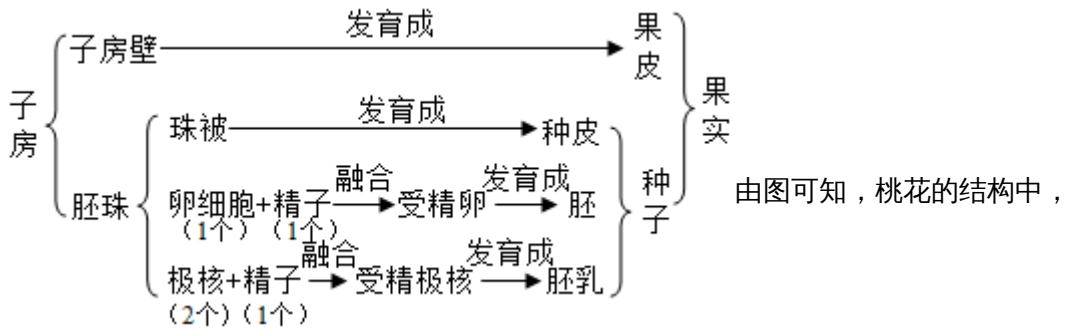 子房
子房壁 发育成 果皮
果实
胚珠
珠被 发育成 种皮
种子
卵细胞+精子 融合 受精卵 发育成 胚
（1个）（1个）
极核+精子 融合 受精极核 发育成 胚乳
（2个）（1个）
由图可知，桃花的结构中，